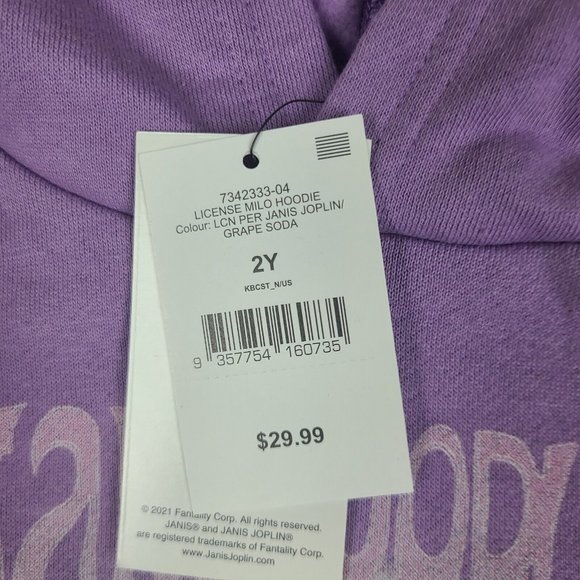 7342333-04
LICENSE MILO HOODIE
Colour: LCN PER JANIS JOPLIN/
GRAPE SODA
2Y
KBCST_N/US
9 357754 160735
$29.99
© 2021 Fantality Corp. All rights reserved.
JANIS® and JANIS JOPLIN®
are registered trademarks of Fantality Corp.
www.JanisJoplin.com